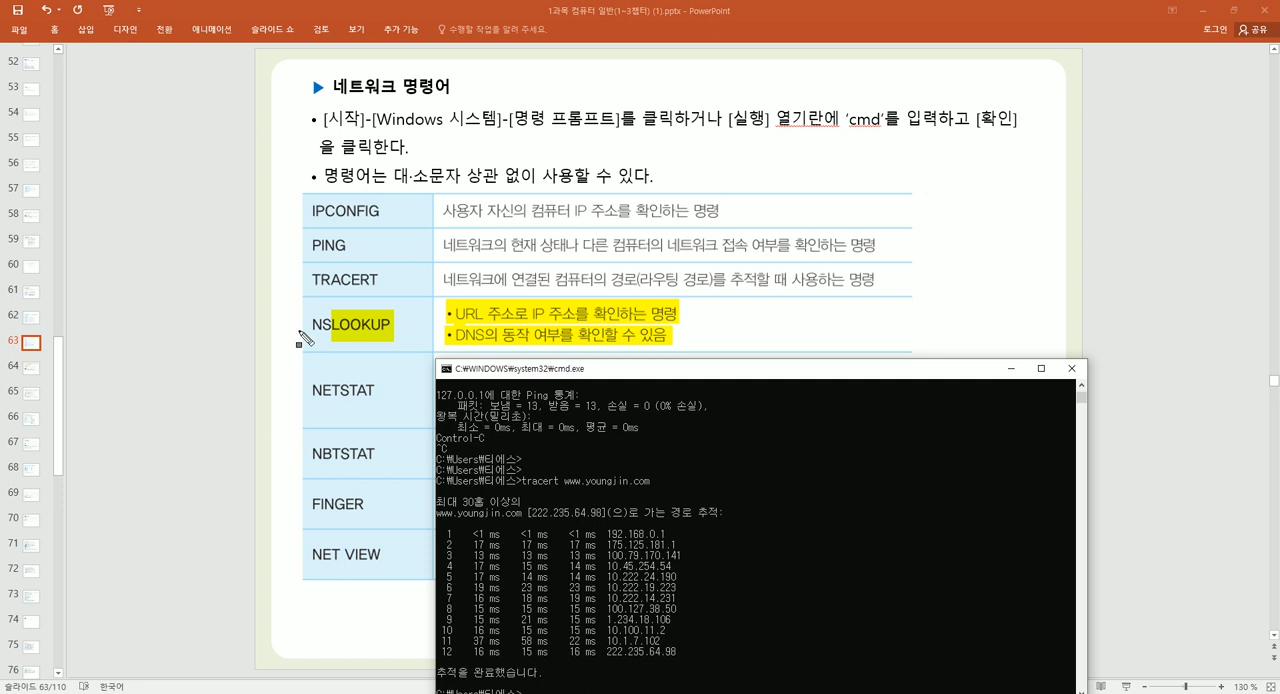 1과목 컴퓨터 일반(1~3챕터) (1).pptx - PowerPoint
파일 홈 삽입 디자인 전환 애니메이션 슬라이드 쇼 검토 보기 추가 기능 수행할 작업을 알려 주세요. 로그인 공유
52
53
54
55
56
57
58
59
60
61
62
63
64
65
66
67
68
69
70
71
72
73
74
75
76
▶ 네트워크 명령어
• [시작]-[Windows 시스템]-[명령 프롬프트]를 클릭하거나 [실행] 열기란에 ‘cmd’를 입력하고 [확인]
을 클릭한다.
• 명령어는 대·소문자 상관 없이 사용할 수 있다.
IPCONFIG 사용자 자신의 컴퓨터 IP 주소를 확인하는 명령
PING 네트워크의 현재 상태나 다른 컴퓨터의 네트워크 접속 여부를 확인하는 명령
TRACERT 네트워크에 연결된 컴퓨터의 경로(라우팅 경로)를 추적할 때 사용하는 명령
NSLOOKUP
• URL 주소로 IP 주소를 확인하는 명령
• DNS의 동작 여부를 확인할 수 있음
NETSTAT
NBTSTAT
FINGER
NET VIEW
C:₩WINDOWS₩system32₩cmd.exe
127.0.0.1에 대한 Ping 통계:
패킷: 보냄 = 13, 받음 = 13, 손실 = 0 (0% 손실),
왕복 시간(밀리초):
최소 = 0ms, 최대 = 0ms, 평균 = 0ms
Control-C
^C
C:₩Users₩티에스>
C:₩Users₩티에스>
C:₩Users₩티에스>tracert www.youngjin.com
최대 30홉 이상의
www.youngjin.com [222.235.64.98](으)로 가는 경로 추적:
1 <1 ms <1 ms <1 ms 192.168.0.1
2 17 ms 17 ms 17 ms 175.125.181.1
3 13 ms 13 ms 13 ms 100.79.170.141
4 17 ms 15 ms 14 ms 10.45.254.54
5 17 ms 14 ms 14 ms 10.222.24.190
6 19 ms 23 ms 23 ms 10.222.19.223
7 16 ms 18 ms 19 ms 10.222.14.231
8 15 ms 15 ms 15 ms 100.127.38.50
9 15 ms 21 ms 15 ms 1.234.18.106
10 16 ms 15 ms 15 ms 10.100.11.2
11 37 ms 58 ms 22 ms 10.1.7.102
12 16 ms 15 ms 16 ms 222.235.64.98
추적을 완료했습니다.
슬라이드 63/110 한국어 130 %